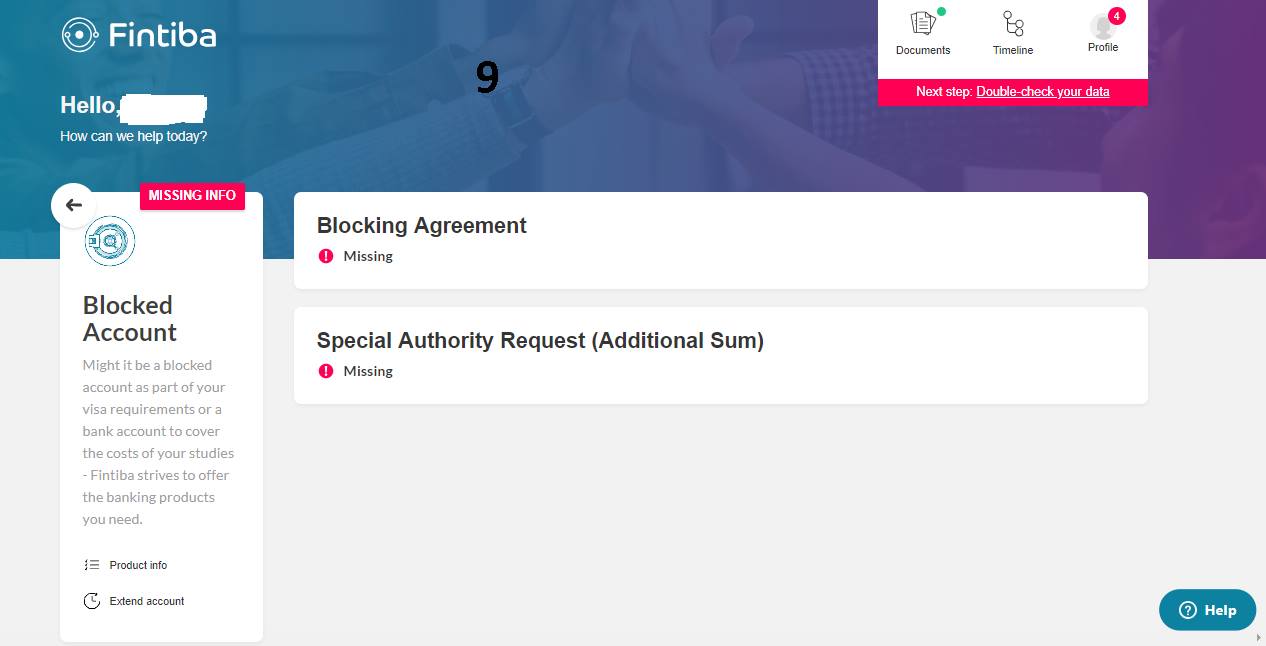 Fintiba
9
Documents
Timeline
4
Profile
Next step: Double-check your data
Hello,
How can we help today?
MISSING INFO
Blocked
Account
Might it be a blocked
account as part of your
visa requirements or a
bank account to cover
the costs of your studies
- Fintiba strives to offer
the banking products
you need.
Product info
Extend account
Blocking Agreement
! Missing
Special Authority Request (Additional Sum)
! Missing
? Help